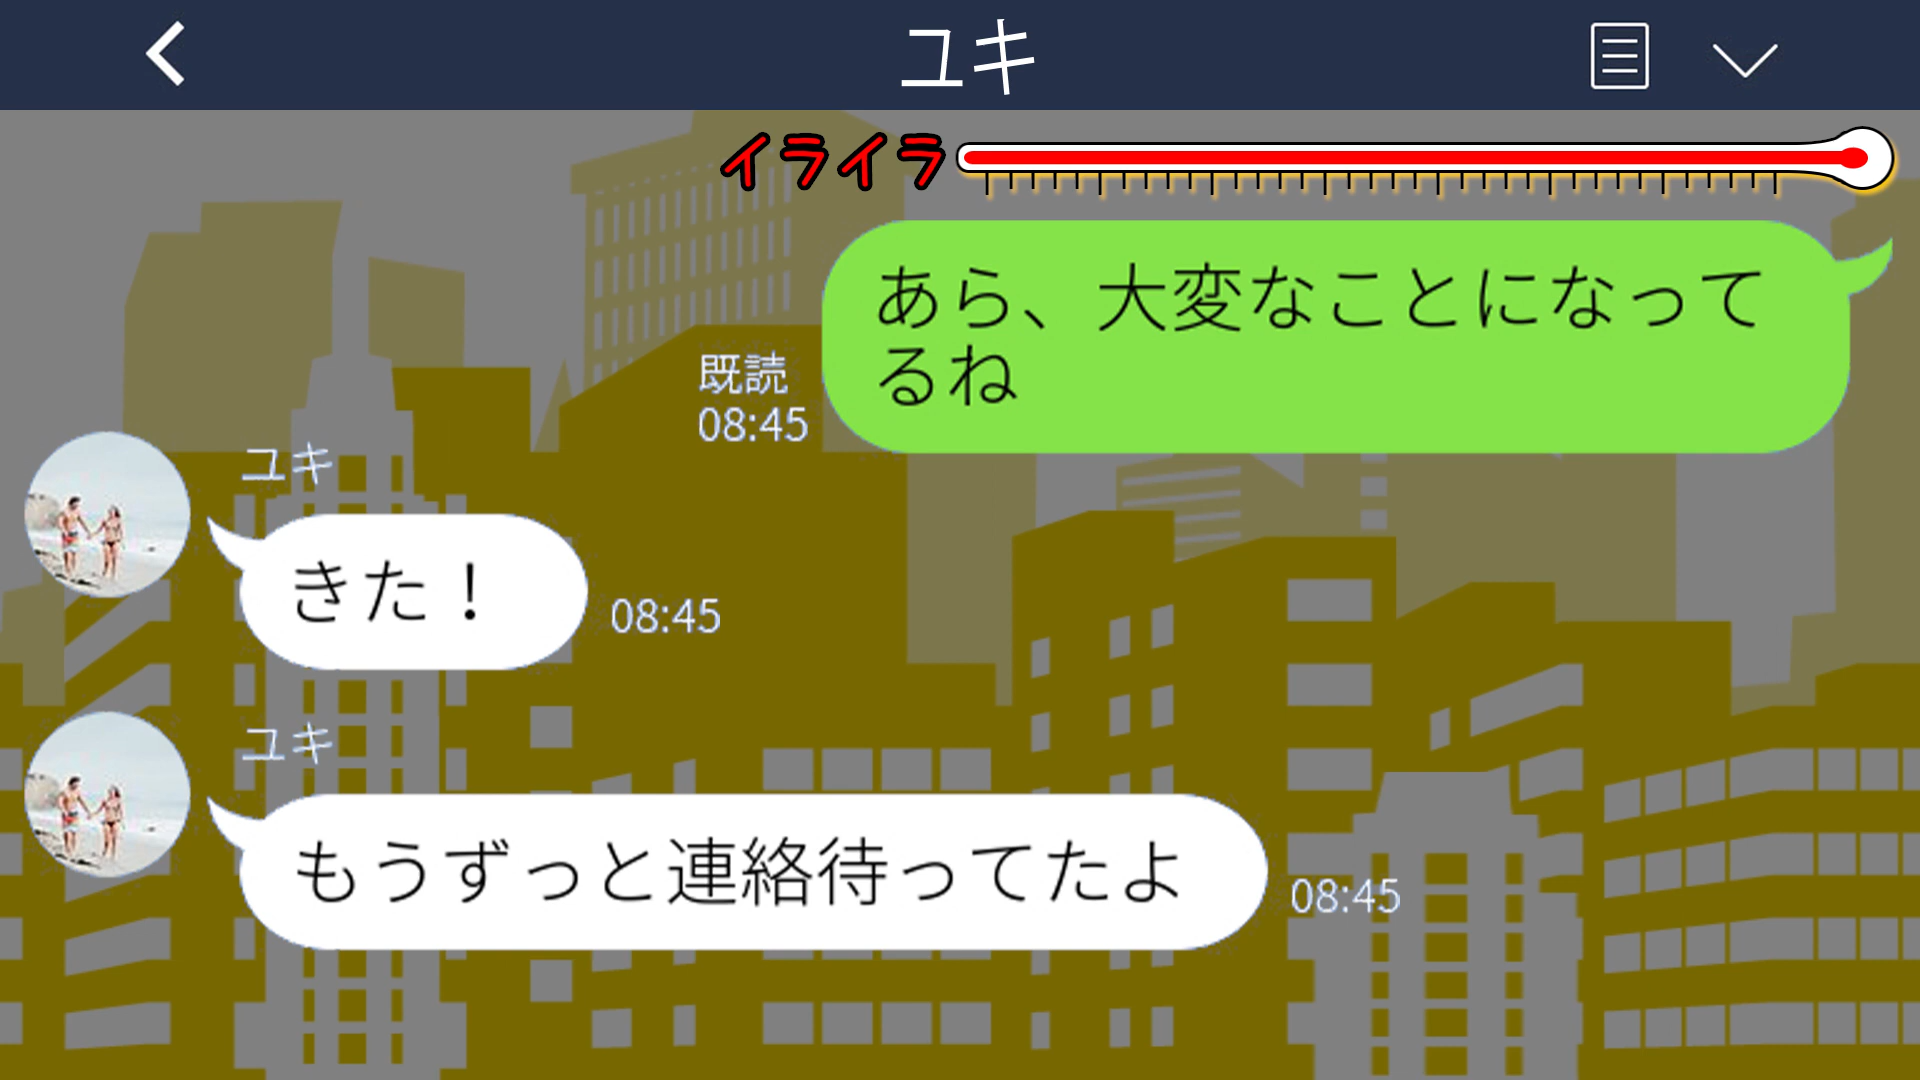 ユキ
イライラ
あら、大変なことになって
るね
既読
08:45
ユキ
きた！
08:45
ユキ
もうずっと連絡待ってたよ
08:45